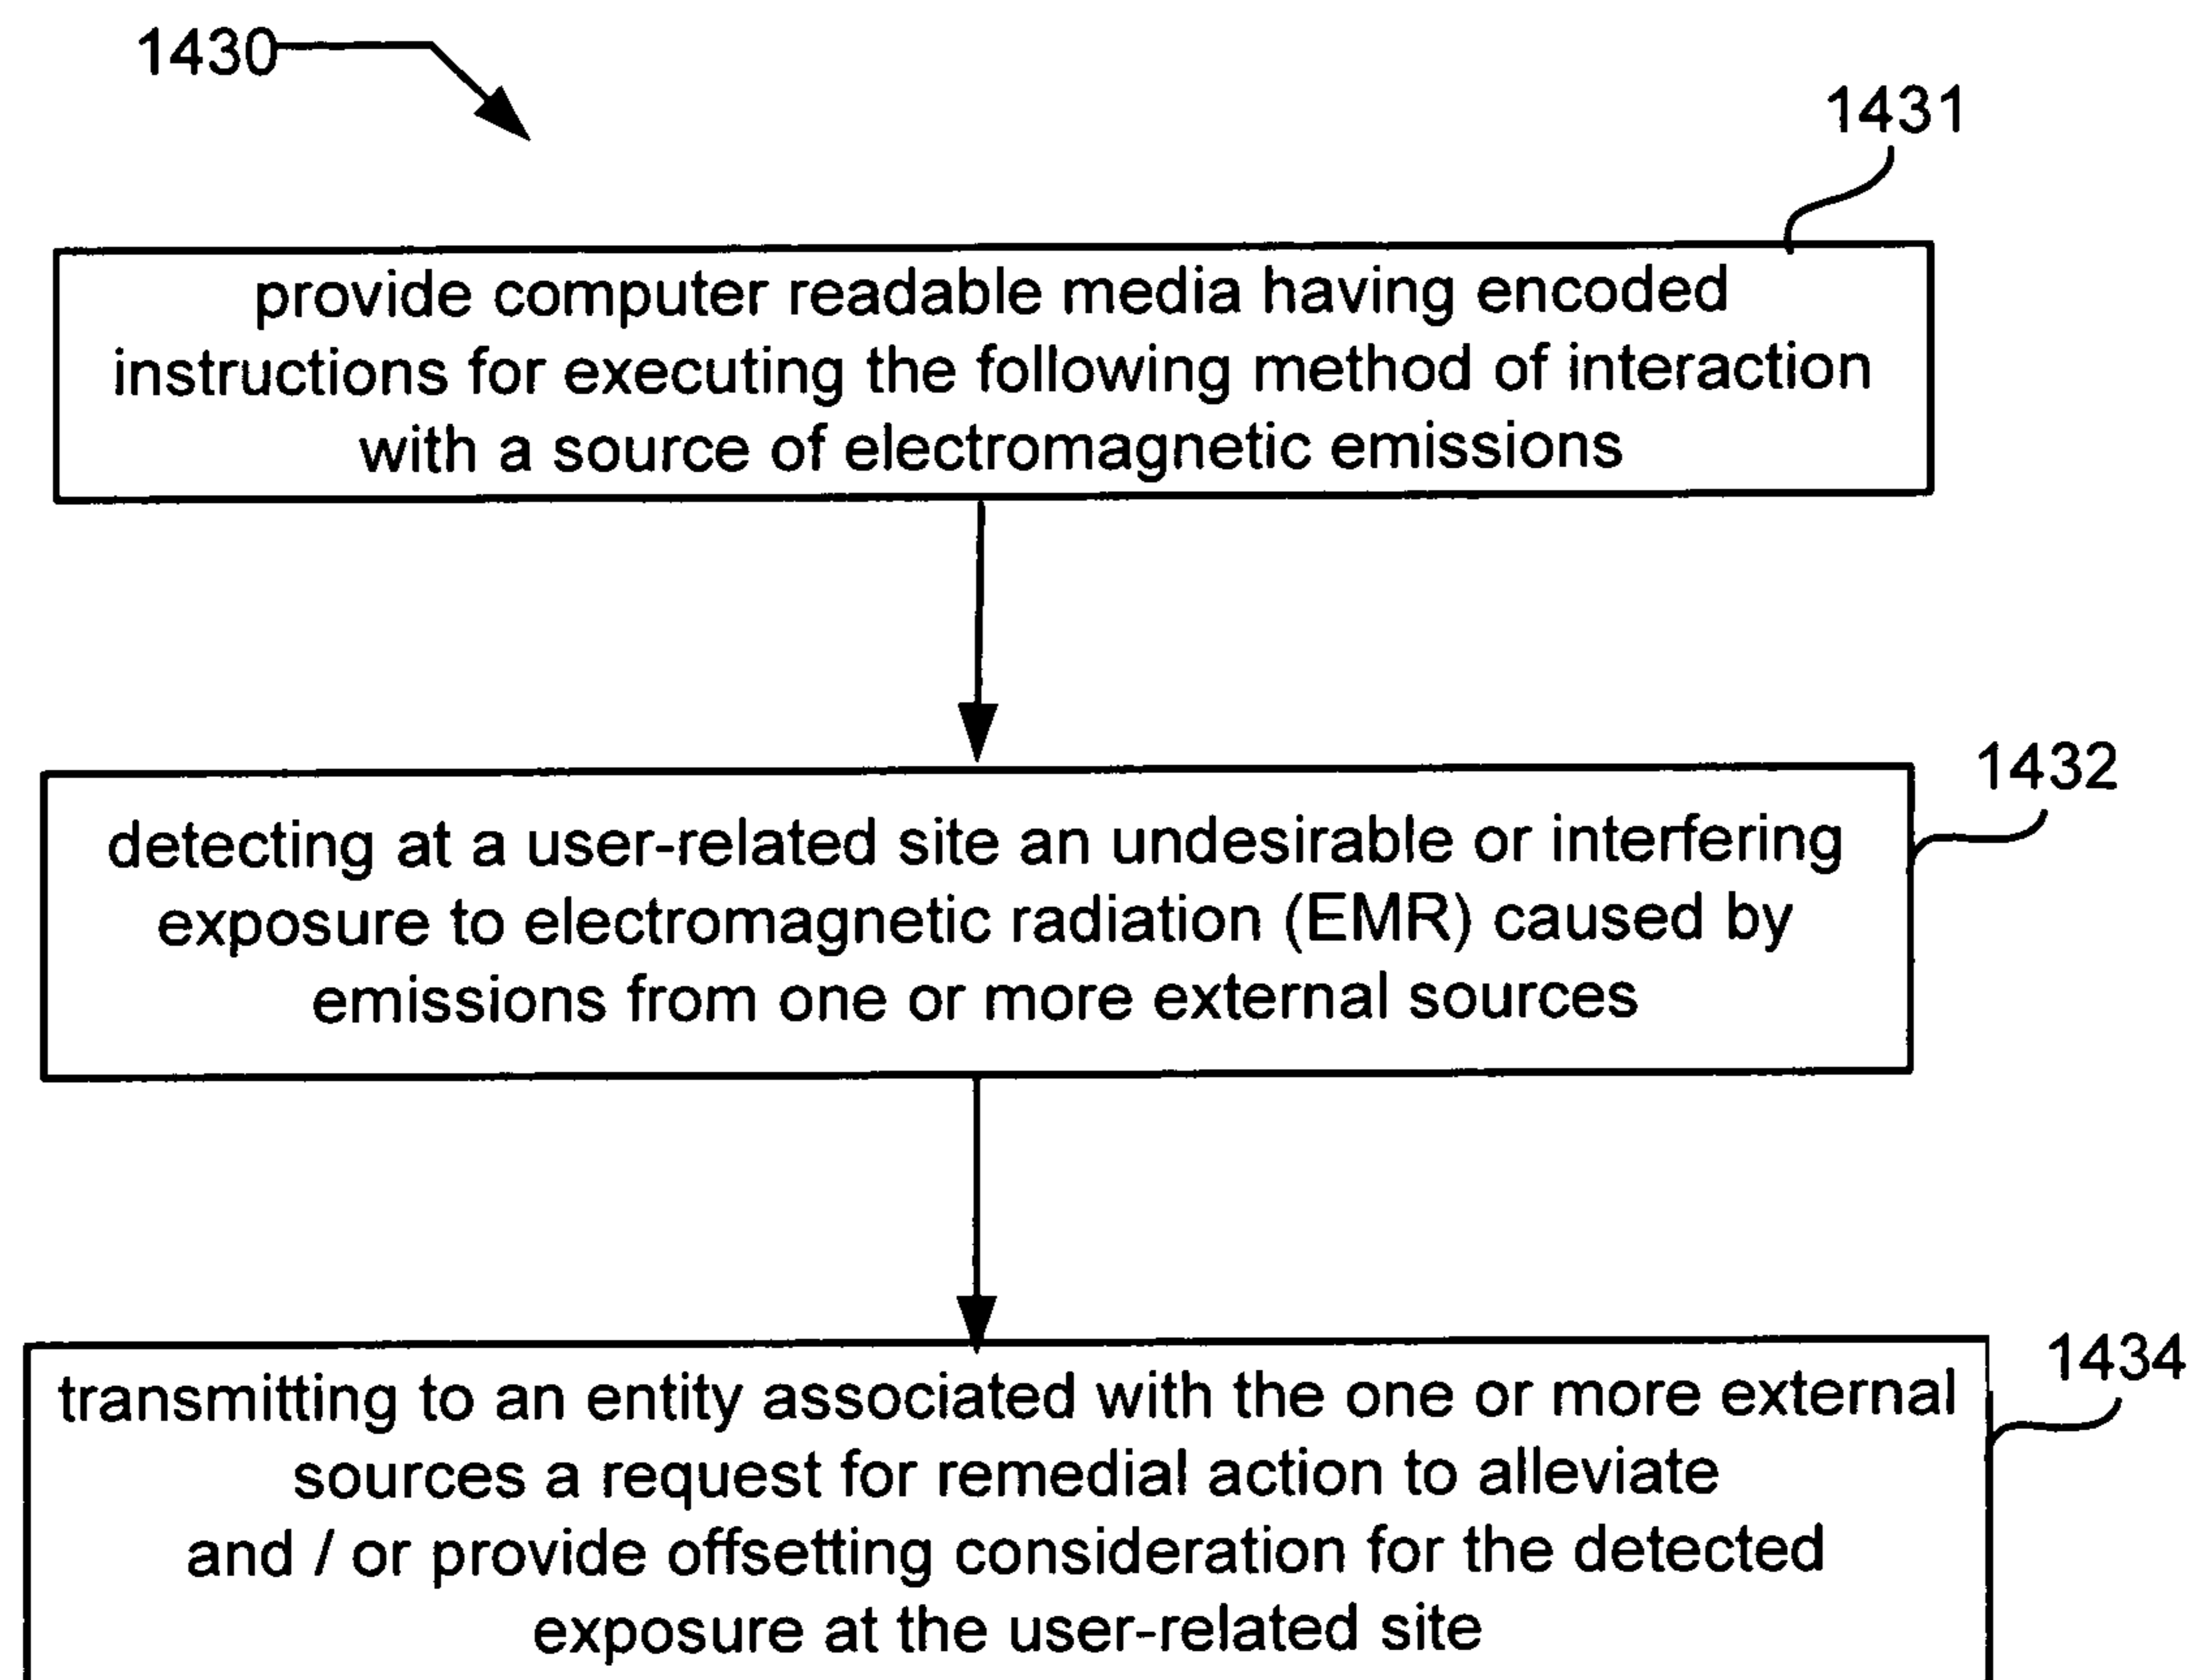 1430
1431
provide computer readable media having encoded
instructions for executing the following method of interaction
with a source of electromagnetic emissions
1432
detecting at a user-related site an undesirable or interfering
exposure to electromagnetic radiation (EMR) caused by
emissions from one or more external sources
1434
transmitting to an entity associated with the one or more external
sources a request for remedial action to alleviate
and / or provide offsetting consideration for the detected
exposure at the user-related site